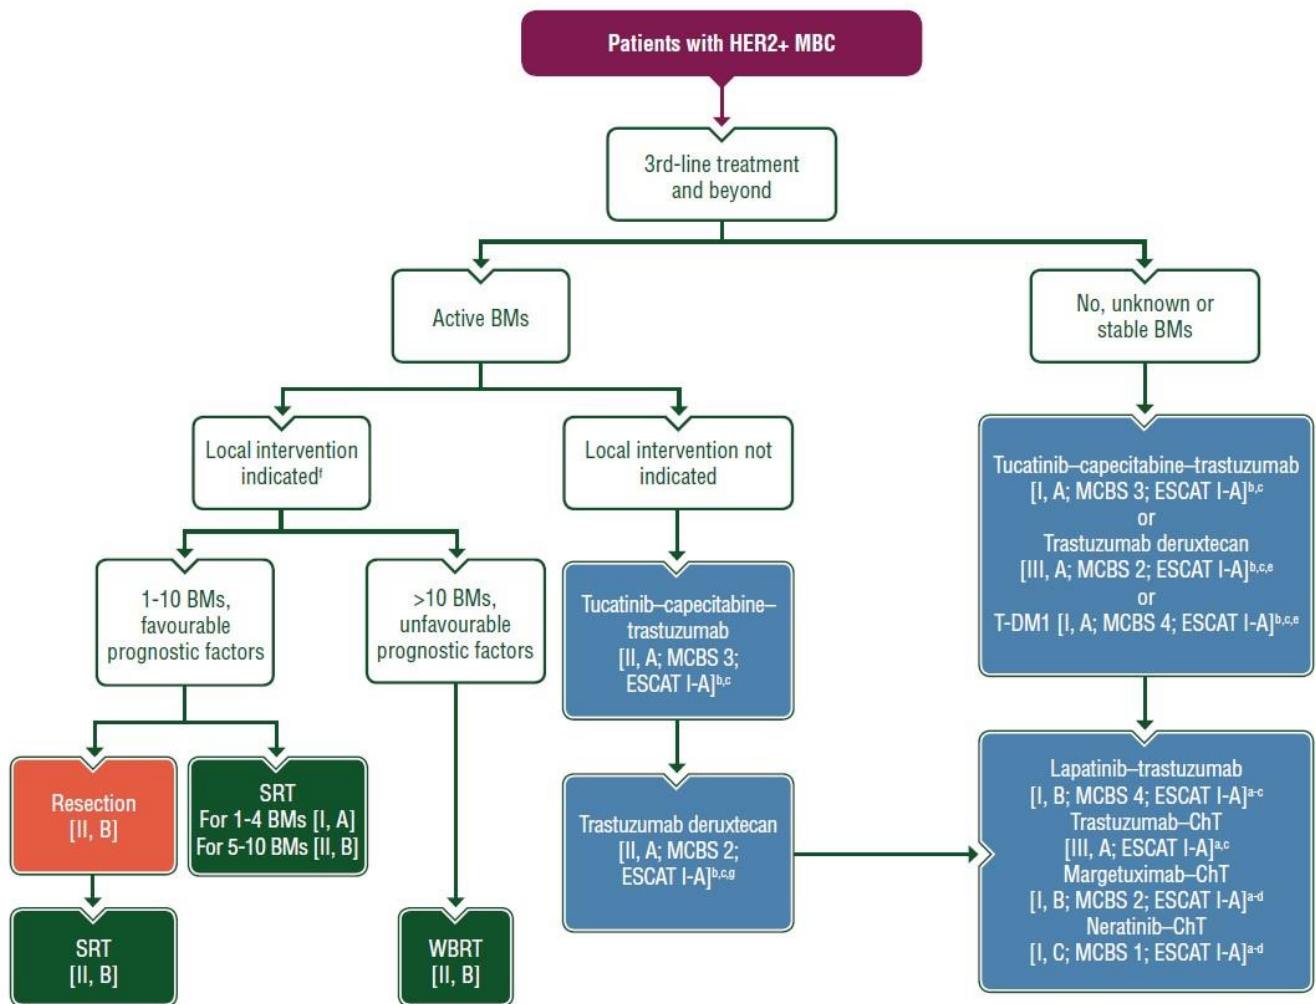 Patients with HER2+ MBC
3rd-line treatment
and beyond
Active BMs
No, unknown or
stable BMs
Local intervention
indicatedᶠ
Local intervention not
indicated
1-10 BMs,
favourable
prognostic factors
>10 BMs,
unfavourable
prognostic factors
Tucatinib–capecitabine–
trastuzumab
[II, A; MCBS 3;
ESCAT I-A]ᵇ,ᶜ
Tucatinib–capecitabine–trastuzumab
[I, A; MCBS 3; ESCAT I-A]ᵇ,ᶜ
or
Trastuzumab deruxtecan
[III, A; MCBS 2; ESCAT I-A]ᵇ,ᶜ,ᵉ
or
T-DM1 [I, A; MCBS 4; ESCAT I-A]ᵇ,ᶜ,ᵉ
Resection
[II, B]
SRT
For 1-4 BMs [I, A]
For 5-10 BMs [II, B]
SRT
[II, B]
WBRT
[II, B]
Trastuzumab deruxtecan
[II, A; MCBS 2;
ESCAT I-A]ᵇ,ᶜ,ᵍ
Lapatinib–trastuzumab
[I, B; MCBS 4; ESCAT I-A]ᵃ⁻ᶜ
Trastuzumab–ChT
[III, A; ESCAT I-A]ᵃ,ᶜ
Margetuximab–ChT
[I, B; MCBS 2; ESCAT I-A]ᵃ⁻ᵈ
Neratinib–ChT
[I, C; MCBS 1; ESCAT I-A]ᵃ⁻ᵈ